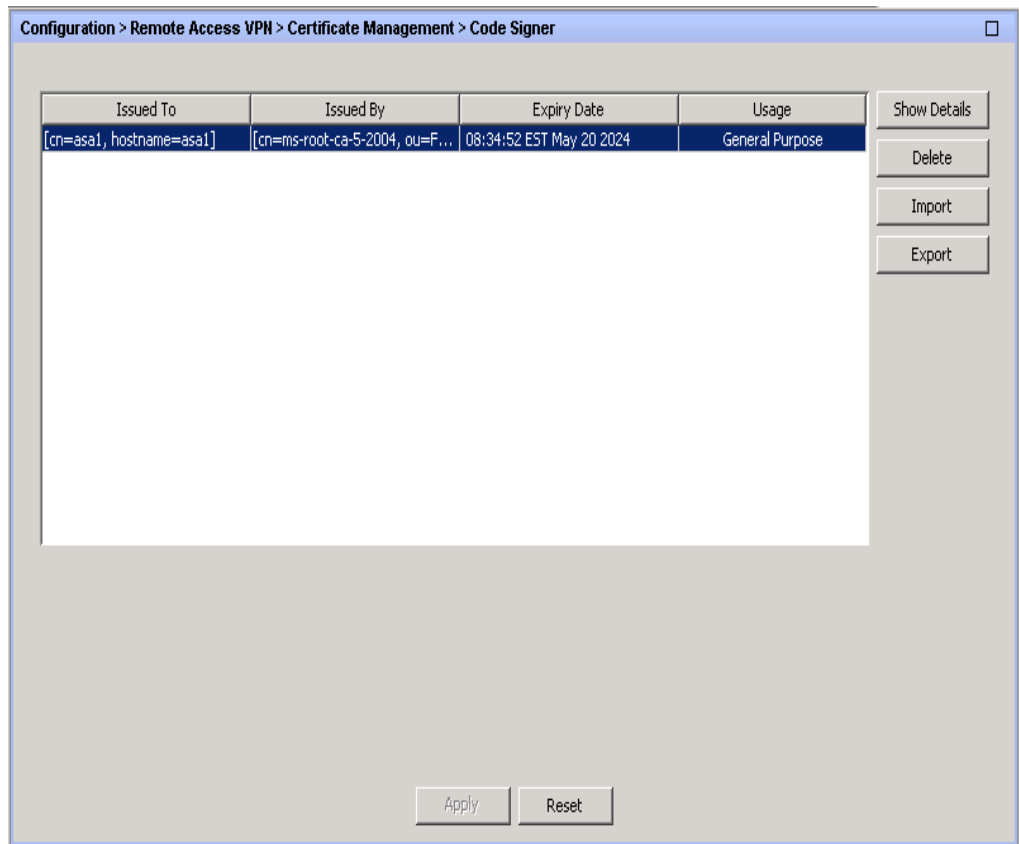 Configuration > Remote Access VPN > Certificate Management > Code Signer
Issued To Issued By Expiry Date Usage
[cn=asa1, hostname=asa1] [cn=ms-root-ca-5-2004, ou=F... 08:34:52 EST May 20 2024 General Purpose
Show Details
Delete
Import
Export
Apply Reset